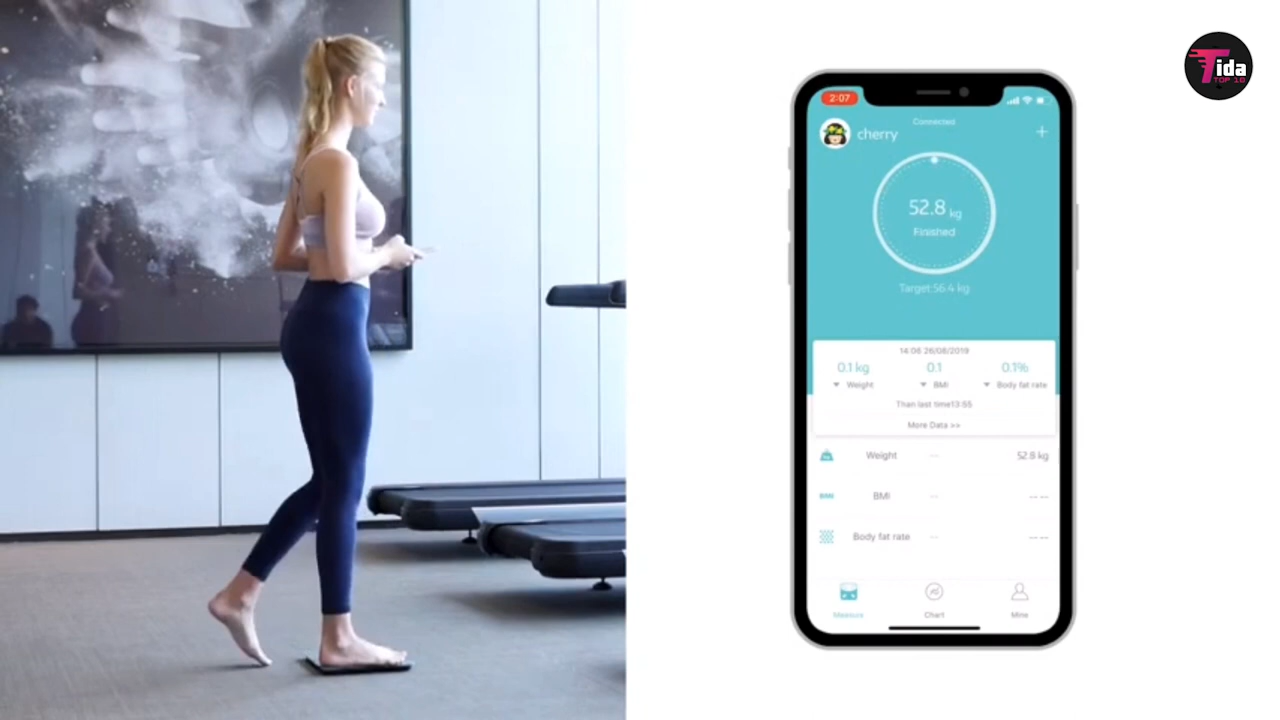 Tida
TOP 10
2:07
Connected
cherry
+
52.8 kg
Finished
Target:56.4 kg
14:06 26/08/2019
0.1 kg 0.1 0.1%
Weight BMI Body fat rate
Than last time13:55
More Data >>
Weight -- 52.8 kg
BMI -- -- --
Body fat rate -- -- --
Measure Chart Mine